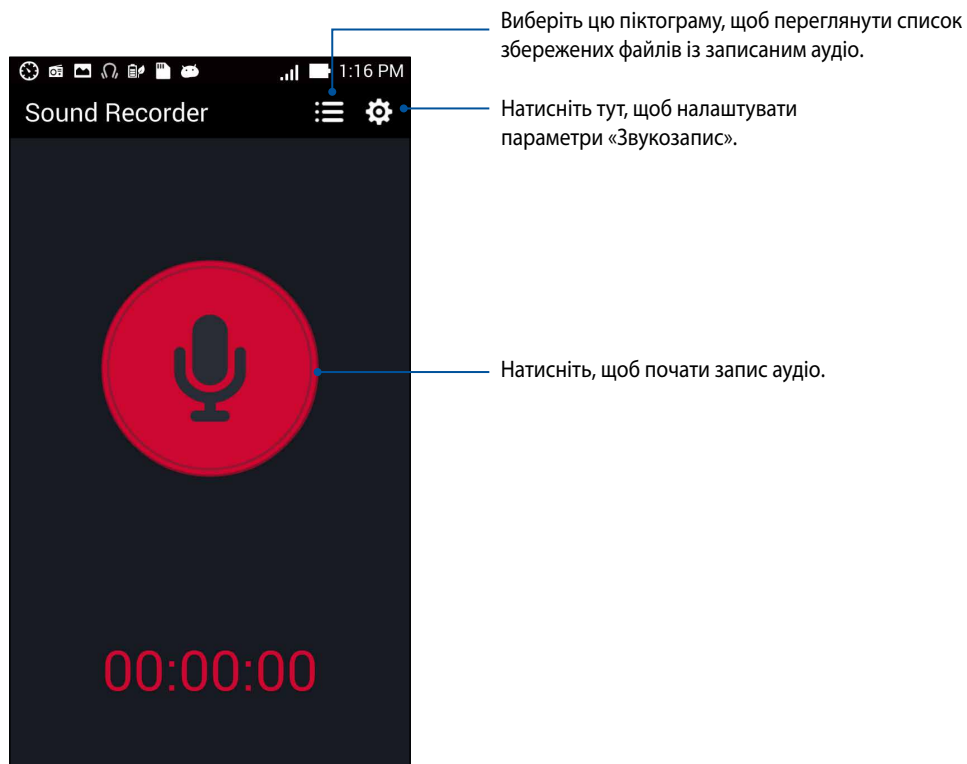 Виберіть цю піктограму, щоб переглянути список
збережених файлів із записаним аудіо.
1:16 PM
Sound Recorder
Натисніть тут, щоб налаштувати
параметри «Звукозапис».
Натисніть, щоб почати запис аудіо.
00:00:00